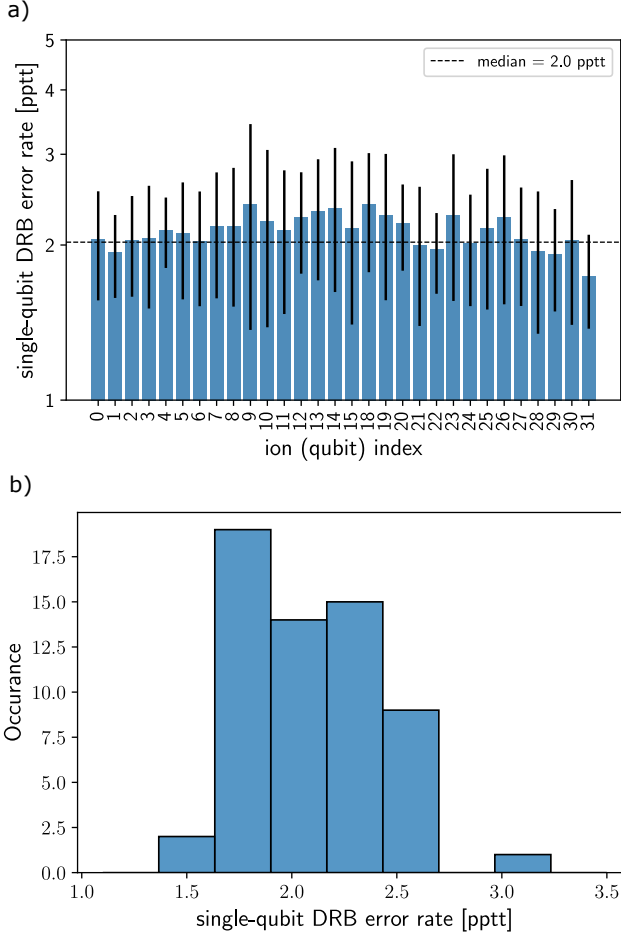 a)
5
4
3
2
1
single-qubit DRB error rate [pptt]
median = 2.0 pptt
0 1 2 3 4 5 6 7 8 9 10 11 12 13 14 15 18 19 20 21 22 23 24 25 26 27 28 29 30 31
ion (qubit) index
b)
17.5
15.0
12.5
10.0
7.5
5.0
2.5
0.0
Occurance
1.0 1.5 2.0 2.5 3.0 3.5
single-qubit DRB error rate [pptt]